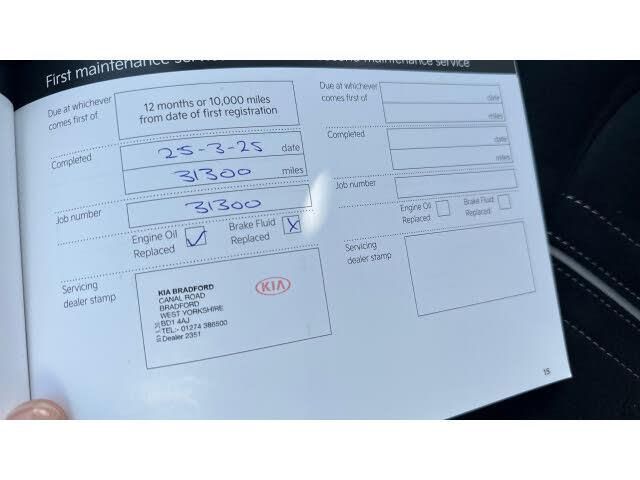 First maintenance
maintenance service
Due at whichever
comes first of
12 months or 10,000 miles
from date of first registration
Completed
25-3-25 date
31300 miles
Job number
31300
Engine Oil
Replaced
Brake Fluid
Replaced
Servicing
dealer stamp
KIA BRADFORD
CANAL ROAD
BRADFORD
WEST YORKSHIRE
BD1 4AJ
TEL:- 01274 386500
Dealer 2351
KIA
Due at whichever
comes first of
date
miles
Completed
date
miles
Job number
Engine Oil
Replaced
Brake Fluid
Replaced
Servicing
dealer stamp
15